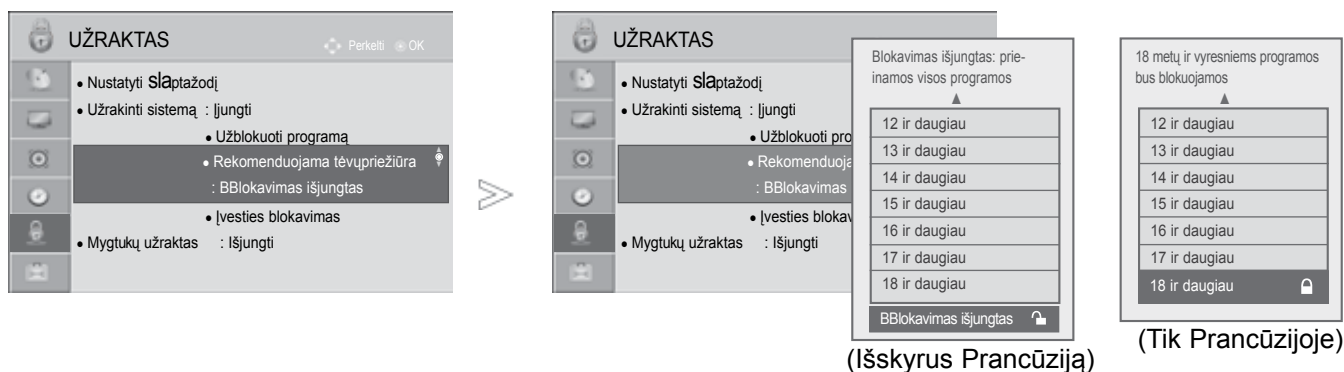 UŽRAKTAS
Perkelti OK
• Nustatyti Slaptažodį
• Užrakinti sistemą : Įjungti
• Užblokuoti programą
• Rekomenduojama tėvųpriežiūra
: BBlokavimas išjungtas
• Įvesties blokavimas
• Mygtukų užraktas : Išjungti
UŽRAKTAS
• Nustatyti Slaptažodį
• Užrakinti sistemą : Įjungti
• Užblokuoti pro
• Rekomenduoja
: BBlokavimas
• Įvesties blokav
• Mygtukų užraktas : Išjungti
Blokavimas išjungtas: prie-
inamos visos programos
12 ir daugiau
13 ir daugiau
14 ir daugiau
15 ir daugiau
16 ir daugiau
17 ir daugiau
18 ir daugiau
BBlokavimas išjungtas
(Išskyrus Prancūziją)
18 metų ir vyresniems programos
bus blokuojamos
12 ir daugiau
13 ir daugiau
14 ir daugiau
15 ir daugiau
16 ir daugiau
17 ir daugiau
18 ir daugiau
(Tik Prancūzijoje)